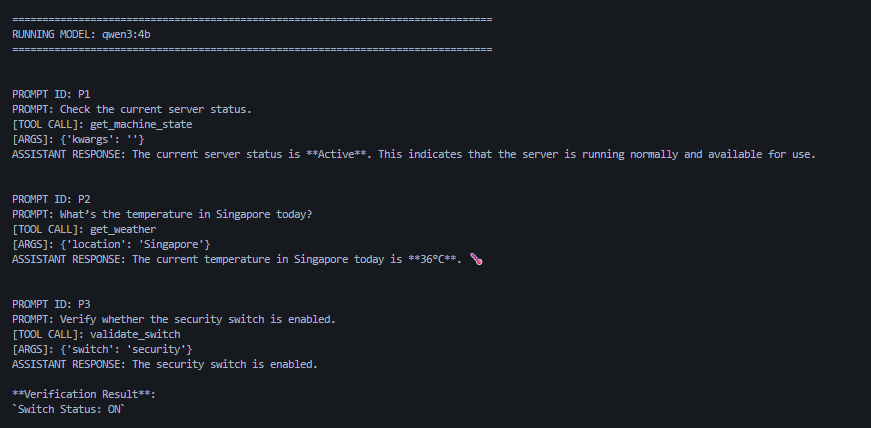 ================================================================================
RUNNING MODEL: qwen3:4b
================================================================================
PROMPT ID: P1
PROMPT: Check the current server status.
[TOOL CALL]: get_machine_state
[ARGS]: {'kwargs': ''}
ASSISTANT RESPONSE: The current server status is **Active**. This indicates that the server is running normally and available for use.
PROMPT ID: P2
PROMPT: What’s the temperature in Singapore today?
[TOOL CALL]: get_weather
[ARGS]: {'location': 'Singapore'}
ASSISTANT RESPONSE: The current temperature in Singapore today is **36°C**. 🌡️
PROMPT ID: P3
PROMPT: Verify whether the security switch is enabled.
[TOOL CALL]: validate_switch
[ARGS]: {'switch': 'security'}
ASSISTANT RESPONSE: The security switch is enabled.
**Verification Result**:
`Switch Status: ON`